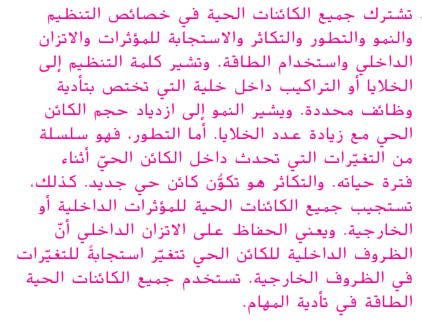 . تشترك جميع الكائنات الحية في خصائص التنظيم
والنمو والتطور والتكاثر والاستجابة للمؤثرات والاتزان
الداخلي واستخدام الطاقة. وتشير كلمة التنظيم إلى
الخلايا أو التراكيب داخل خلية التي تختص بتأدية
وظائف محددة. ويشير النمو إلى ازدياد حجم الكائن
الحي مع زيادة عدد الخلايا. أما التطور، فهو سلسلة
من التغيّرات التي تحدث داخل الكائن الحيّ أثناء
فترة حياته. والتكاثر هو تكوُّن كائن حي جديد. كذلك،
تستجيب جميع الكائنات الحية للمؤثرات الداخلية أو
الخارجية. ويعني الحفاظ على الاتزان الداخلي أنّ
الظروف الداخلية للكائن الحي تتغيّر استجابةً للتغيّرات
في الظروف الخارجية. تستخدم جميع الكائنات الحية
الطاقة في تأدية المهام.